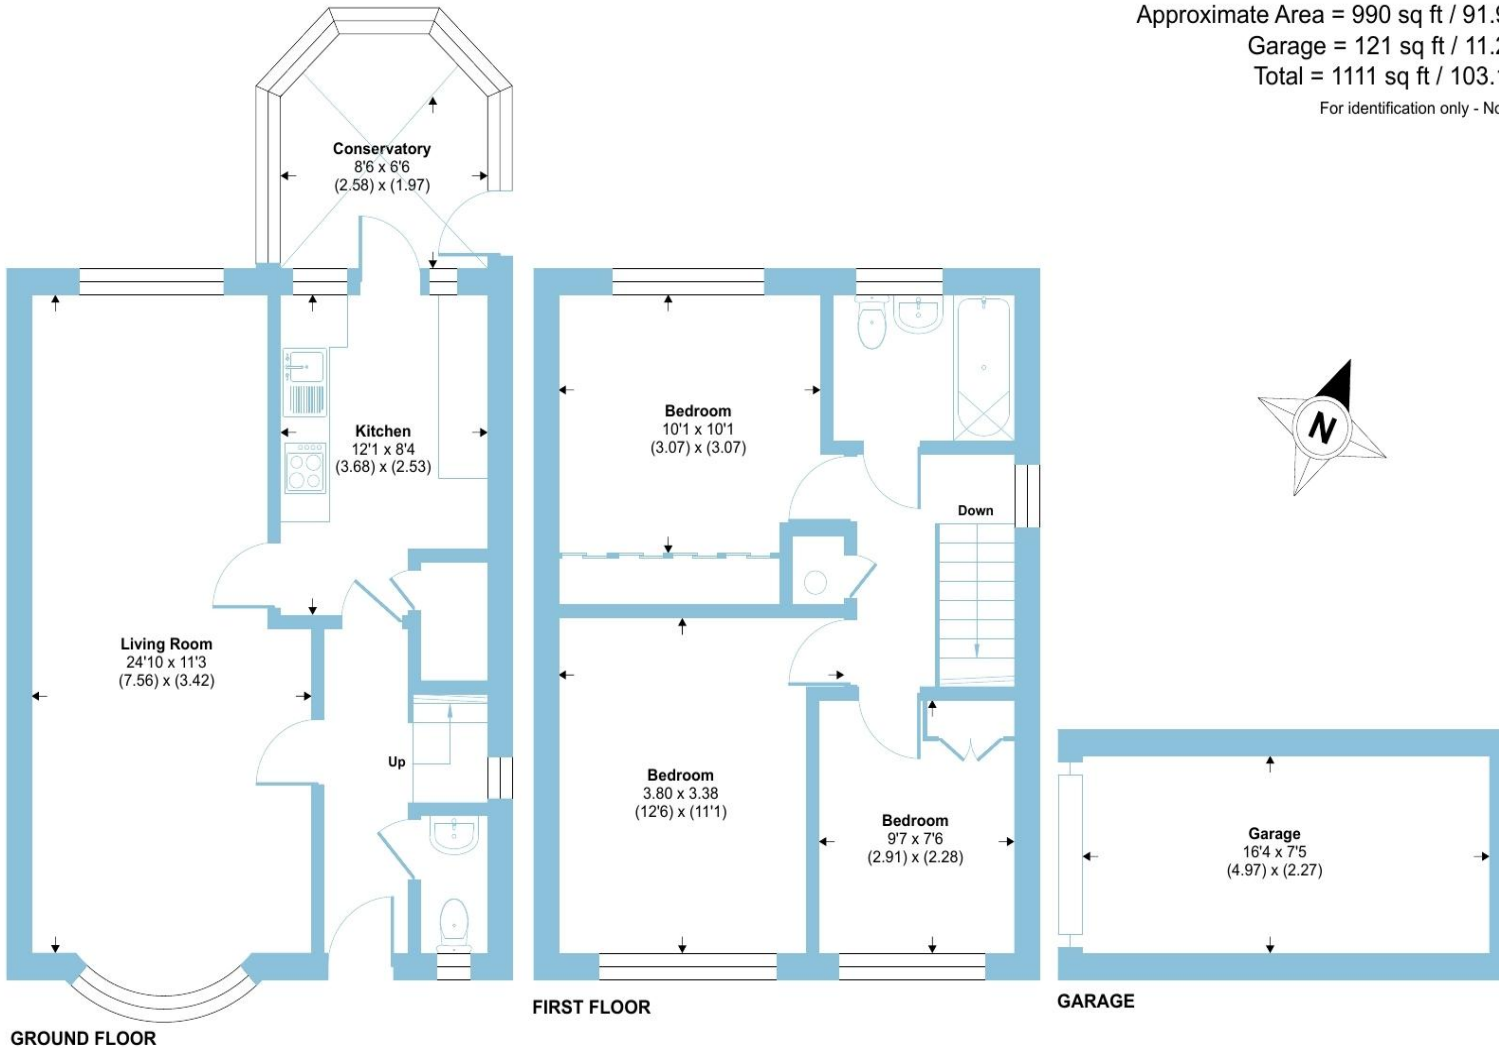 Approximate Area = 990 sq ft / 91.9
Garage = 121 sq ft / 11.2
Total = 1111 sq ft / 103.1
For identification only - No
Conservatory
8'6 x 6'6
(2.58) x (1.97)
Kitchen
12'1 x 8'4
(3.68) x (2.53)
Living Room
24'10 x 11'3
(7.56) x (3.42)
Up
GROUND FLOOR
Bedroom
10'1 x 10'1
(3.07) x (3.07)
Down
Bedroom
3.80 x 3.38
(12'6) x (11'1)
Bedroom
9'7 x 7'6
(2.91) x (2.28)
FIRST FLOOR
N
Garage
16'4 x 7'5
(4.97) x (2.27)
GARAGE